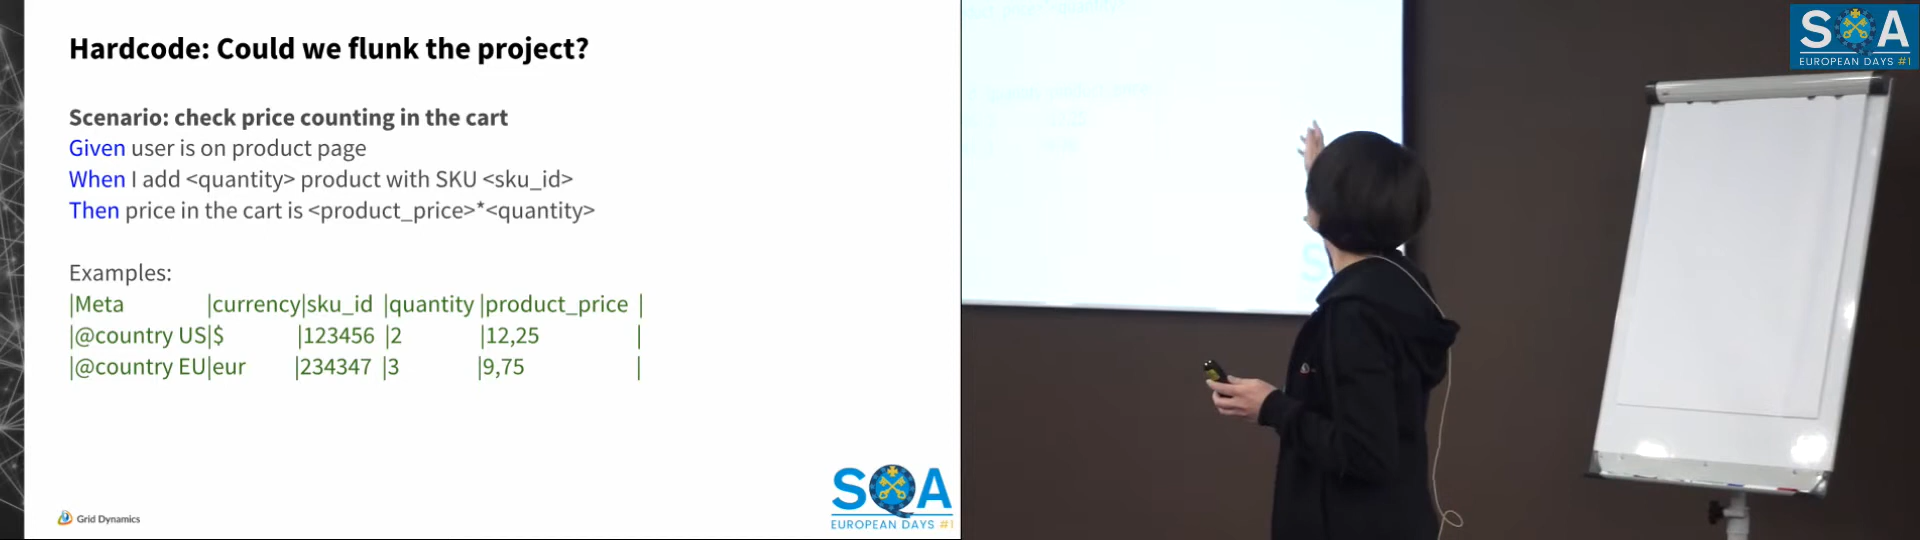 Hardcode: Could we flunk the project?
Scenario: check price counting in the cart
Given user is on product page
When I add <quantity> product with SKU <sku_id>
Then price in the cart is <product_price>*<quantity>
Examples:
|Meta |currency|sku_id |quantity |product_price |
|@country US|$ |123456 |2 |12,25 |
|@country EU|eur |234347 |3 |9,75 |
Grid Dynamics
SQA
EUROPEAN DAYS #1
SQA
EUROPEAN DAYS #1